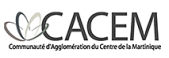 CACEM
Communauté d'Agglomération du Centre de la Martinique